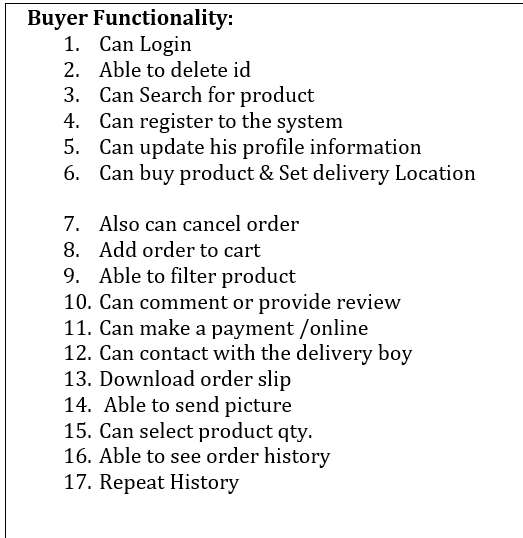 Buyer Functionality:
1. Can Login
2. Able to delete id
3. Can Search for product
4. Can register to the system
5. Can update his profile information
6. Can buy product & Set delivery Location
7. Also can cancel order
8. Add order to cart
9. Able to filter product
10. Can comment or provide review
11. Can make a payment /online
12. Can contact with the delivery boy
13. Download order slip
14. Able to send picture
15. Can select product qty.
16. Able to see order history
17. Repeat History